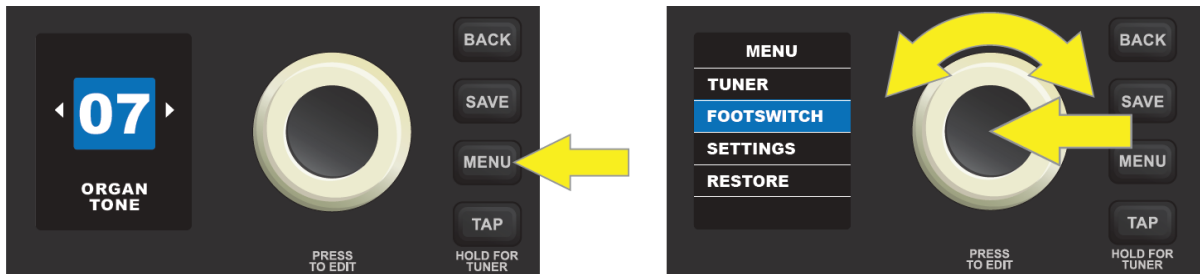 07
ORGAN
TONE
BACK
SAVE
MENU
TAP
PRESS
TO EDIT
HOLD FOR
TUNER
MENU
TUNER
FOOTSWITCH
SETTINGS
RESTORE
BACK
SAVE
MENU
TAP
PRESS
TO EDIT
HOLD FOR
TUNER